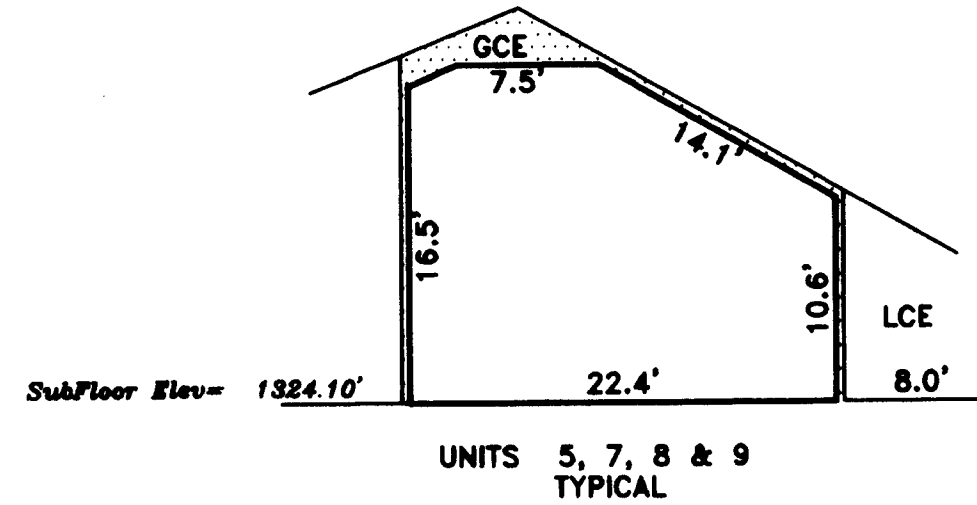 GCE
7.5'
14.1'
16.5'
10.6'
LCE
22.4'
8.0'
SubFloor Elev= 1324.10'
UNITS 5, 7, 8 & 9
TYPICAL